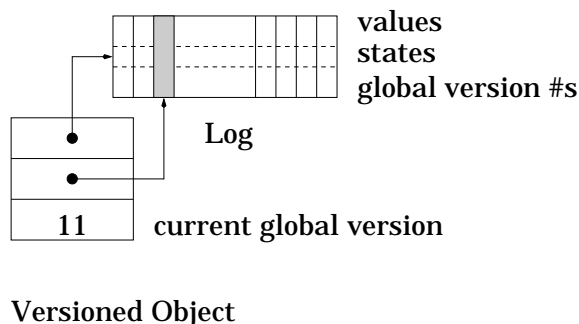 values
states
global version #s
Log
11 current global version
Versioned Object